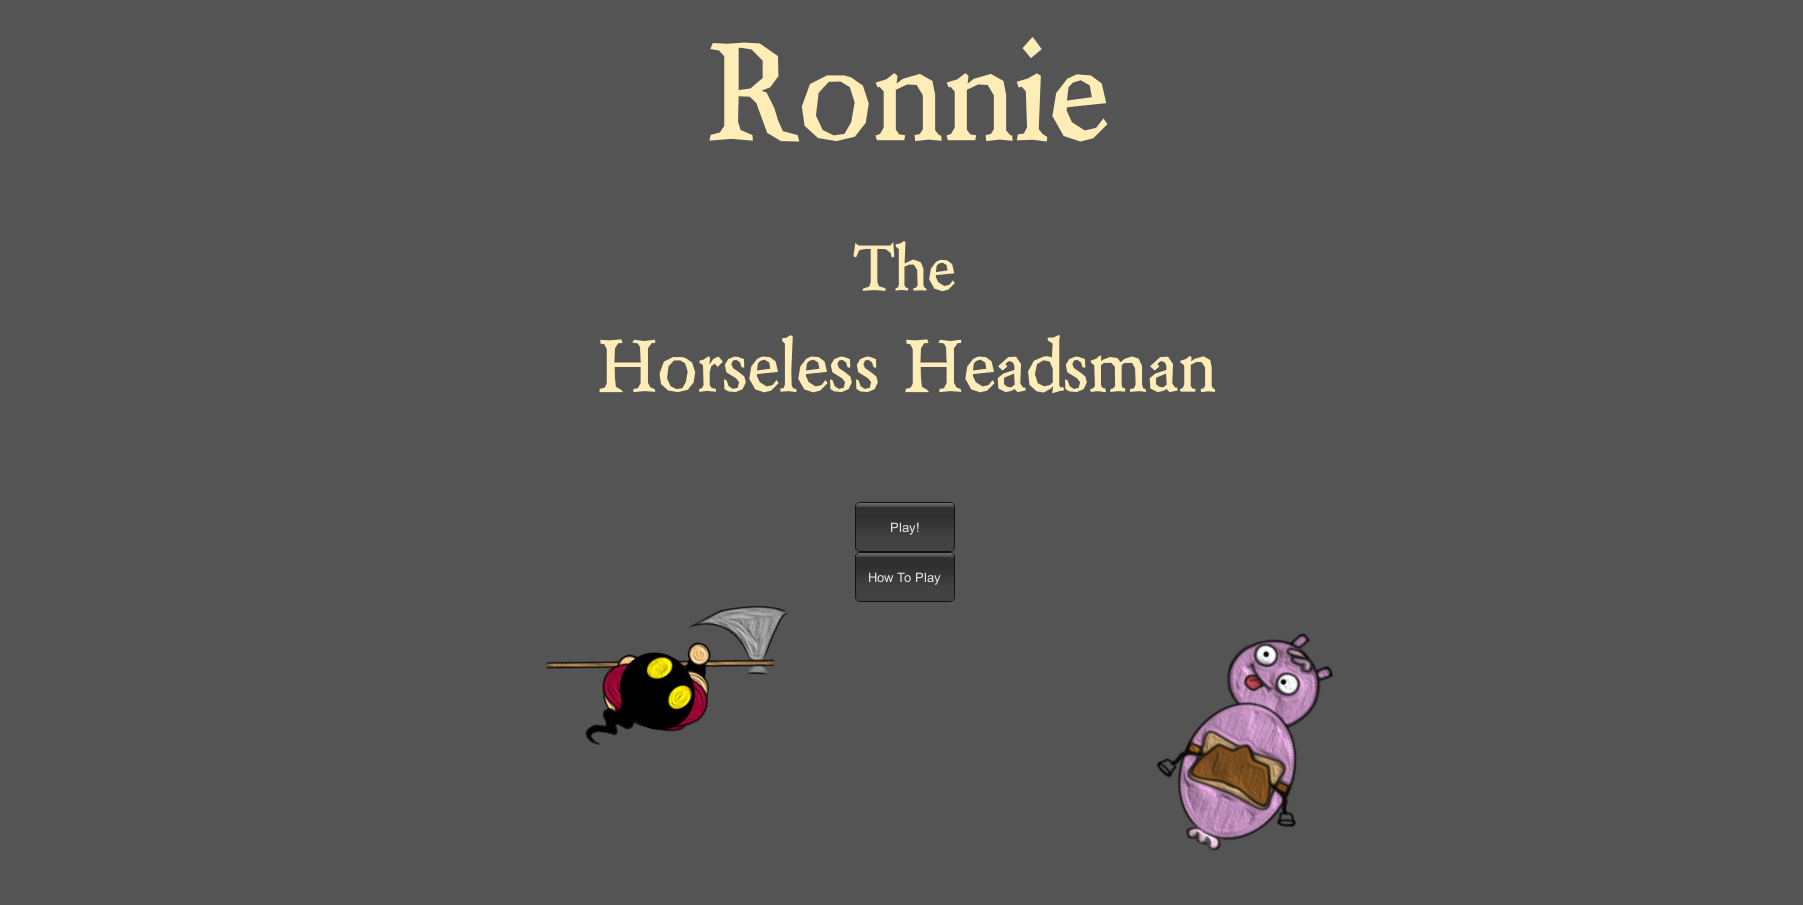 Ronnie
The
Horseless Headsman
Play!
How To Play